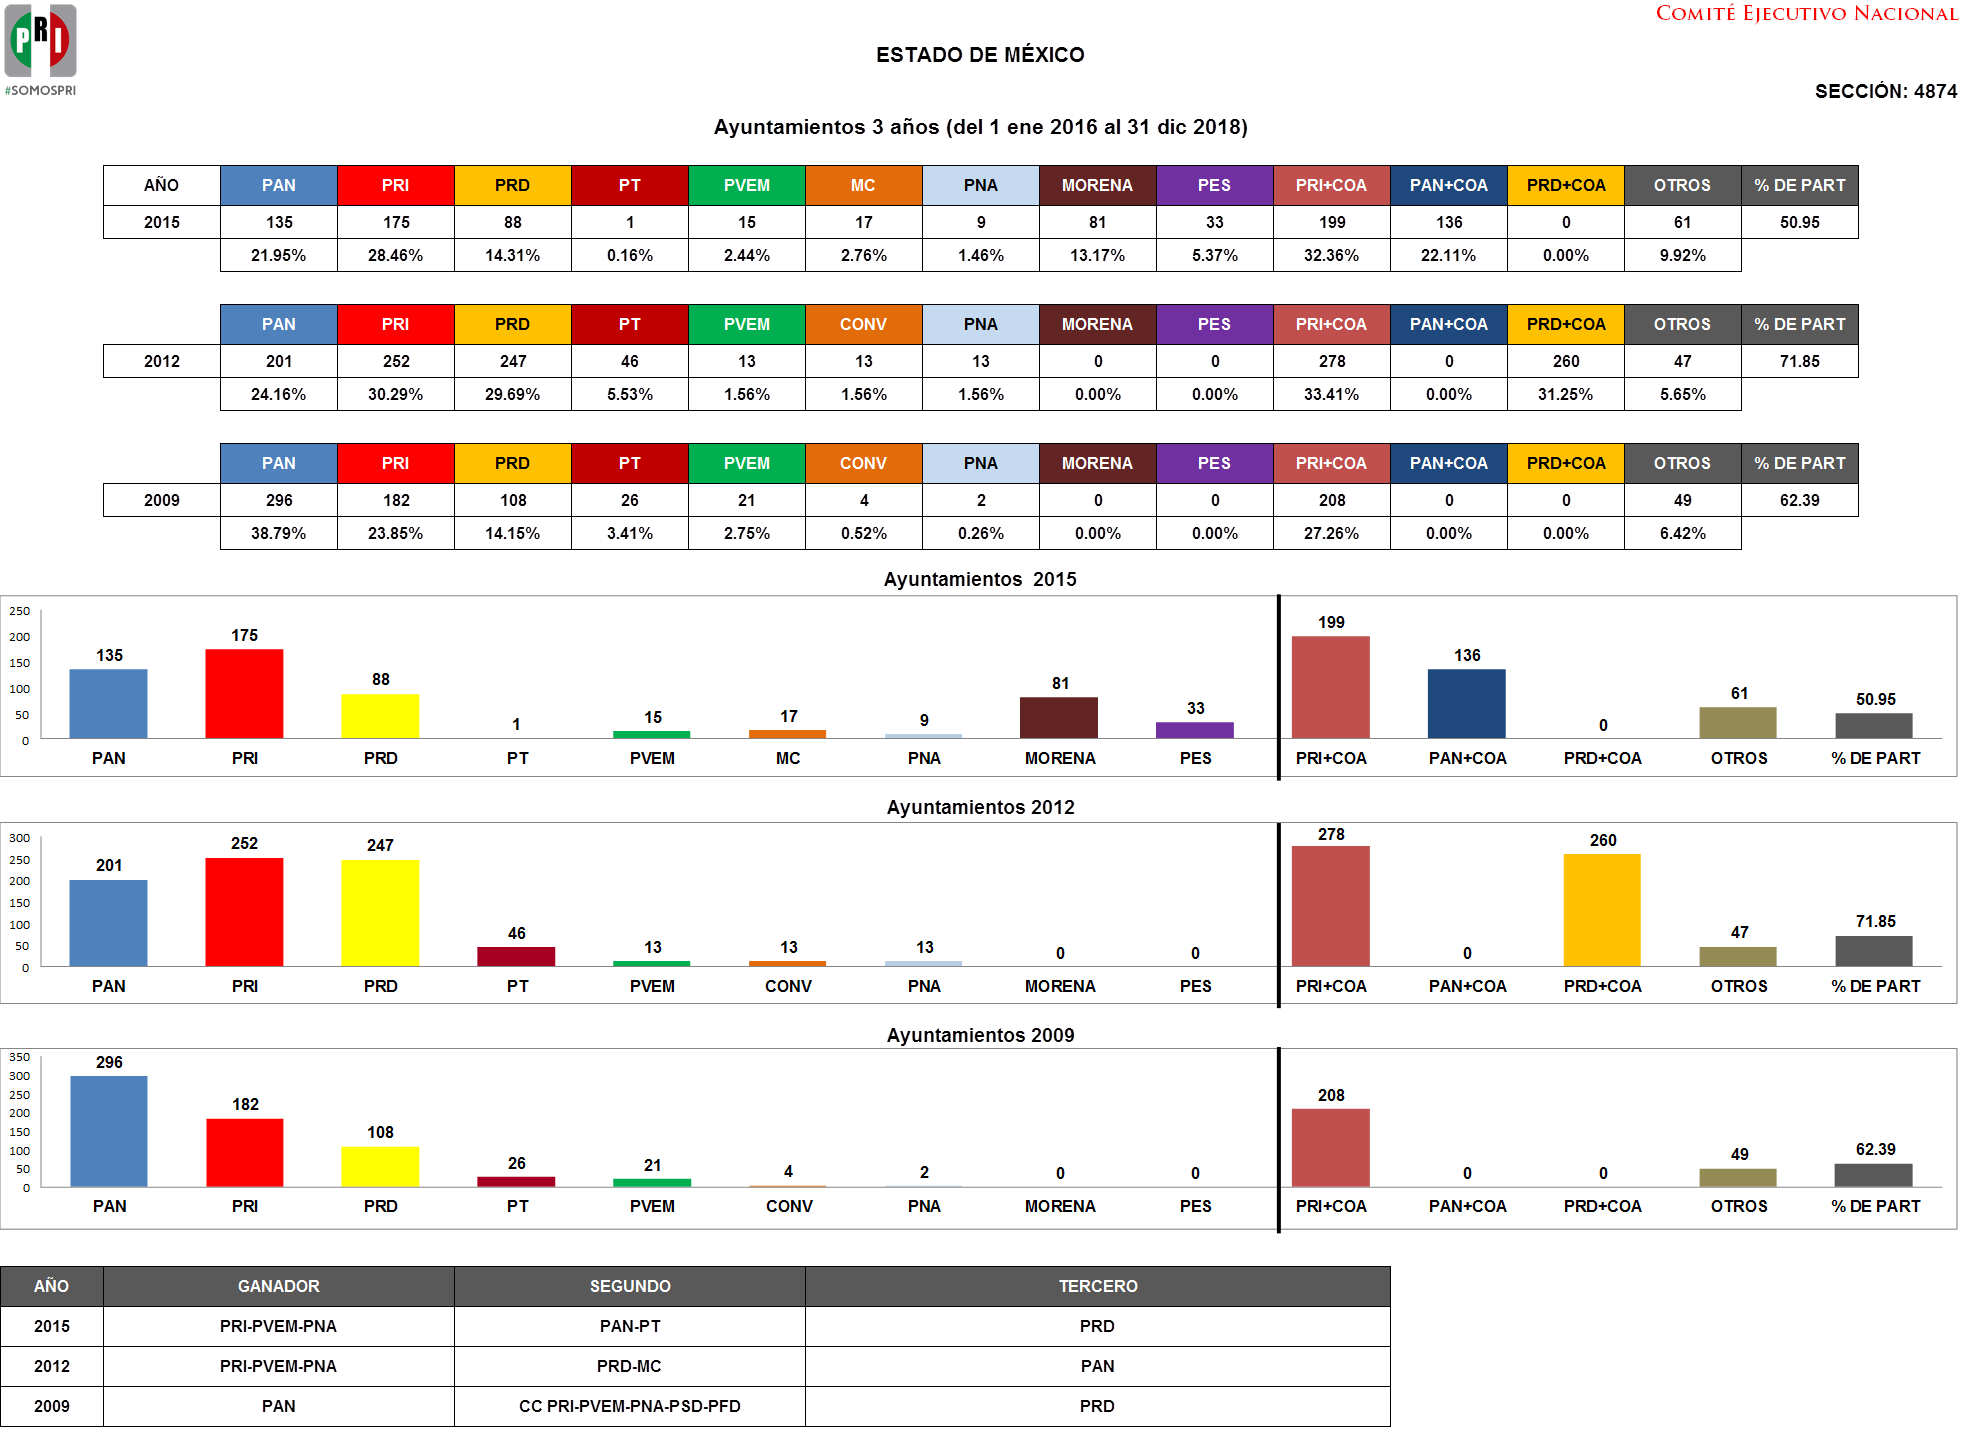 PRI
#SOMOSPRI
COMITÉ EJECUTIVO NACIONAL
ESTADO DE MÉXICO
SECCIÓN: 4874
Ayuntamientos 3 años (del 1 ene 2016 al 31 dic 2018)
AÑO PAN PRI PRD PT PVEM MC PNA MORENA PES PRI+COA PAN+COA PRD+COA OTROS % DE PART
2015 135 175 88 1 15 17 9 81 33 199 136 0 61 50.95
21.95% 28.46% 14.31% 0.16% 2.44% 2.76% 1.46% 13.17% 5.37% 32.36% 22.11% 0.00% 9.92%
PAN PRI PRD PT PVEM CONV PNA MORENA PES PRI+COA PAN+COA PRD+COA OTROS % DE PART
2012 201 252 247 46 13 13 13 0 0 278 0 260 47 71.85
24.16% 30.29% 29.69% 5.53% 1.56% 1.56% 1.56% 0.00% 0.00% 33.41% 0.00% 31.25% 5.65%
PAN PRI PRD PT PVEM CONV PNA MORENA PES PRI+COA PAN+COA PRD+COA OTROS % DE PART
2009 296 182 108 26 21 4 2 0 0 208 0 0 49 62.39
38.79% 23.85% 14.15% 3.41% 2.75% 0.52% 0.26% 0.00% 0.00% 27.26% 0.00% 0.00% 6.42%
Ayuntamientos 2015
250
200
150
100
50
0
135 175 88 1 15 17 9 81 33 199 136 0 61 50.95
PAN PRI PRD PT PVEM MC PNA MORENA PES PRI+COA PAN+COA PRD+COA OTROS % DE PART
Ayuntamientos 2012
300
250
200
150
100
50
0
201 252 247 46 13 13 13 0 0 278 0 260 47 71.85
PAN PRI PRD PT PVEM CONV PNA MORENA PES PRI+COA PAN+COA PRD+COA OTROS % DE PART
Ayuntamientos 2009
350
300
250
200
150
100
50
0
296 182 108 26 21 4 2 0 0 208 0 0 49 62.39
PAN PRI PRD PT PVEM CONV PNA MORENA PES PRI+COA PAN+COA PRD+COA OTROS % DE PART
AÑO GANADOR SEGUNDO TERCERO
2015 PRI-PVEM-PNA PAN-PT PRD
2012 PRI-PVEM-PNA PRD-MC PAN
2009 PAN CC PRI-PVEM-PNA-PSD-PFD PRD